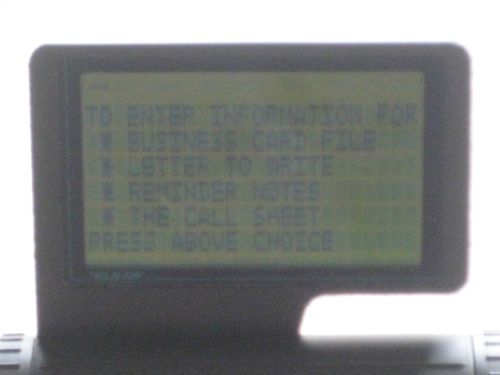 TO ENTER INFORMATION FOR
* BUSINESS CARD FILE
* LETTER TO WRITE
* REMINDER NOTES
* THE CALL SHEET
PRESS ABOVE CHOICE